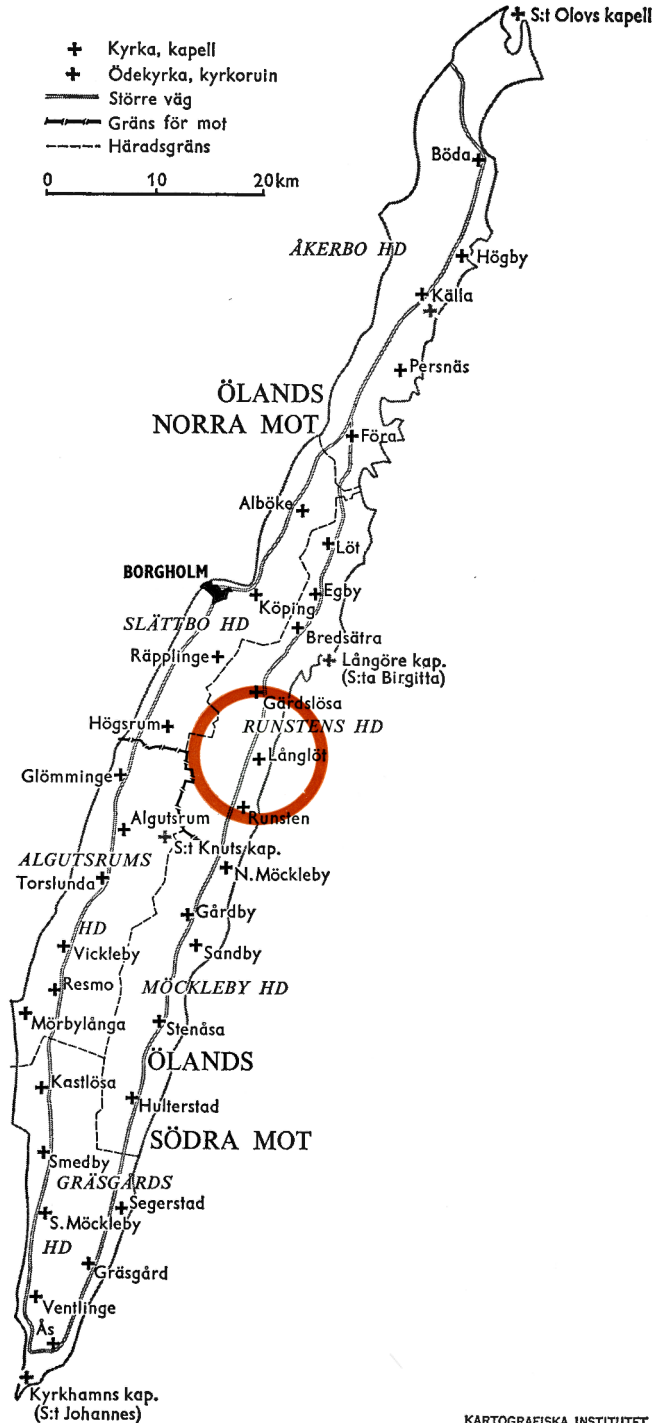 S:t Olovs kapell
Kyrka, kapell
Ödekyrka, kyrkoruin
Större väg
Gräns för mot
Häradsgräns
0 10 20 km
Böda
ÅKERBO HD
Högby
Källa
Persnäs
ÖLANDS
NORRA MOT
Föra
Alböke
Löt
BORGHOLM
Egby
Köping
SLÄTTBO HD
Bredsätra
Räpplinge
Långöre kap.
(S:ta Birgitta)
Gärdslösa
Högsrum
RUNSTENS HD
Långlöt
Glömminge
Algutsrum
Runsten
S:t Knuts kap.
ALGUTSRUMS
Torslunda
N.Möckleby
Gårdby
HD
Vickleby
Sandby
Resmo
MÖCKLEBY HD
Mörbylånga
Stenåsa
ÖLANDS
Kastlösa
Hulterstad
SÖDRA MOT
Smedby
GRÄSGÅRDS
Segerstad
S.Möckleby
HD
Gräsgård
Ventlinge
Ås
Kyrkhamns kap.
(S:t Johannes)
KARTOGRAFISKA INSTITUTET